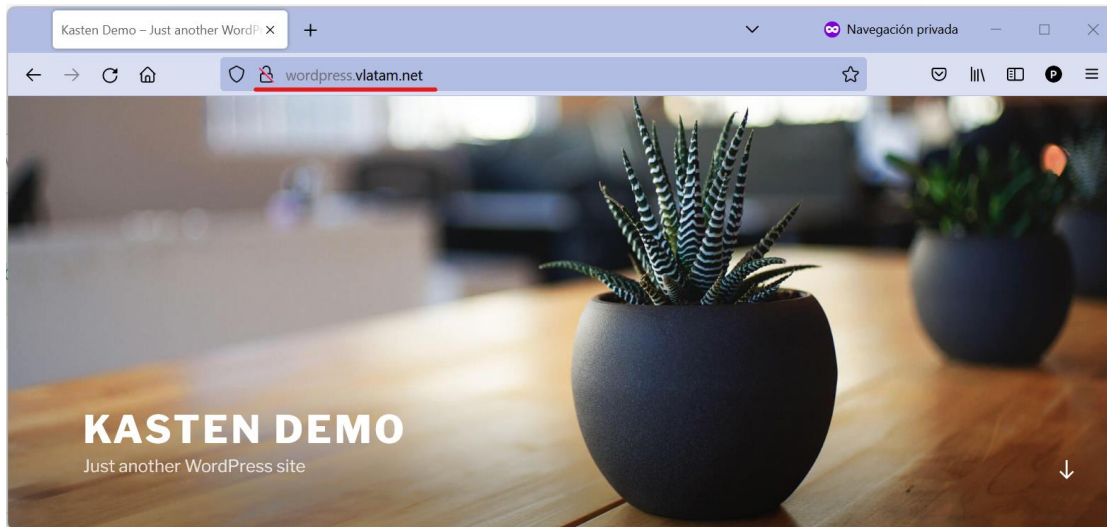 Kasten Demo – Just another WordP
Navegación privada
wordpress.vlatam.net
P
KASTEN DEMO
Just another WordPress site